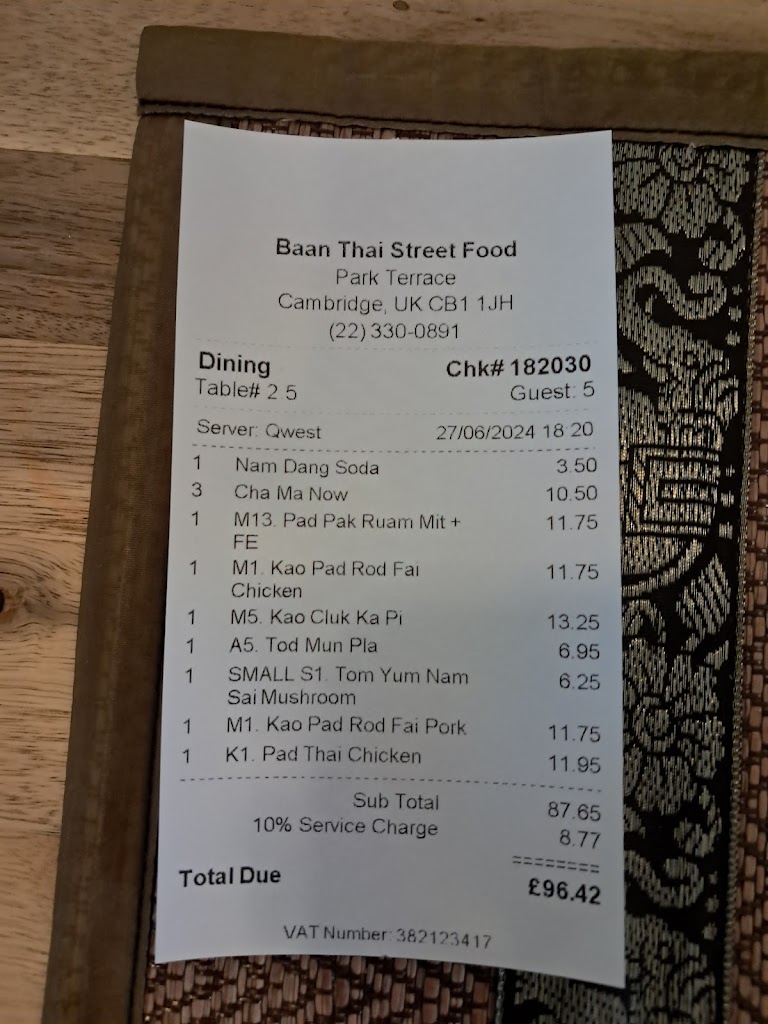 Baan Thai Street Food
Park Terrace
Cambridge, UK CB1 1JH
(22) 330-0891
Dining Chk# 182030
Table# 2 5 Guest: 5
Server: Qwest 27/06/2024 18 20
1 Nam Dang Soda 3.50
3 Cha Ma Now 10.50
1 M13. Pad Pak Ruam Mit + 11.75
FE
1 M1. Kao Pad Rod Fai 11.75
Chicken
1 M5. Kao Cluk Ka Pi 13.25
1 A5. Tod Mun Pla 6.95
1 SMALL S1. Tom Yum Nam 6.25
Sai Mushroom
1 M1. Kao Pad Rod Fai Pork 11.75
1 K1. Pad Thai Chicken 11.95
Sub Total 87.65
10% Service Charge 8.77
========
Total Due £96.42
VAT Number: 382123417